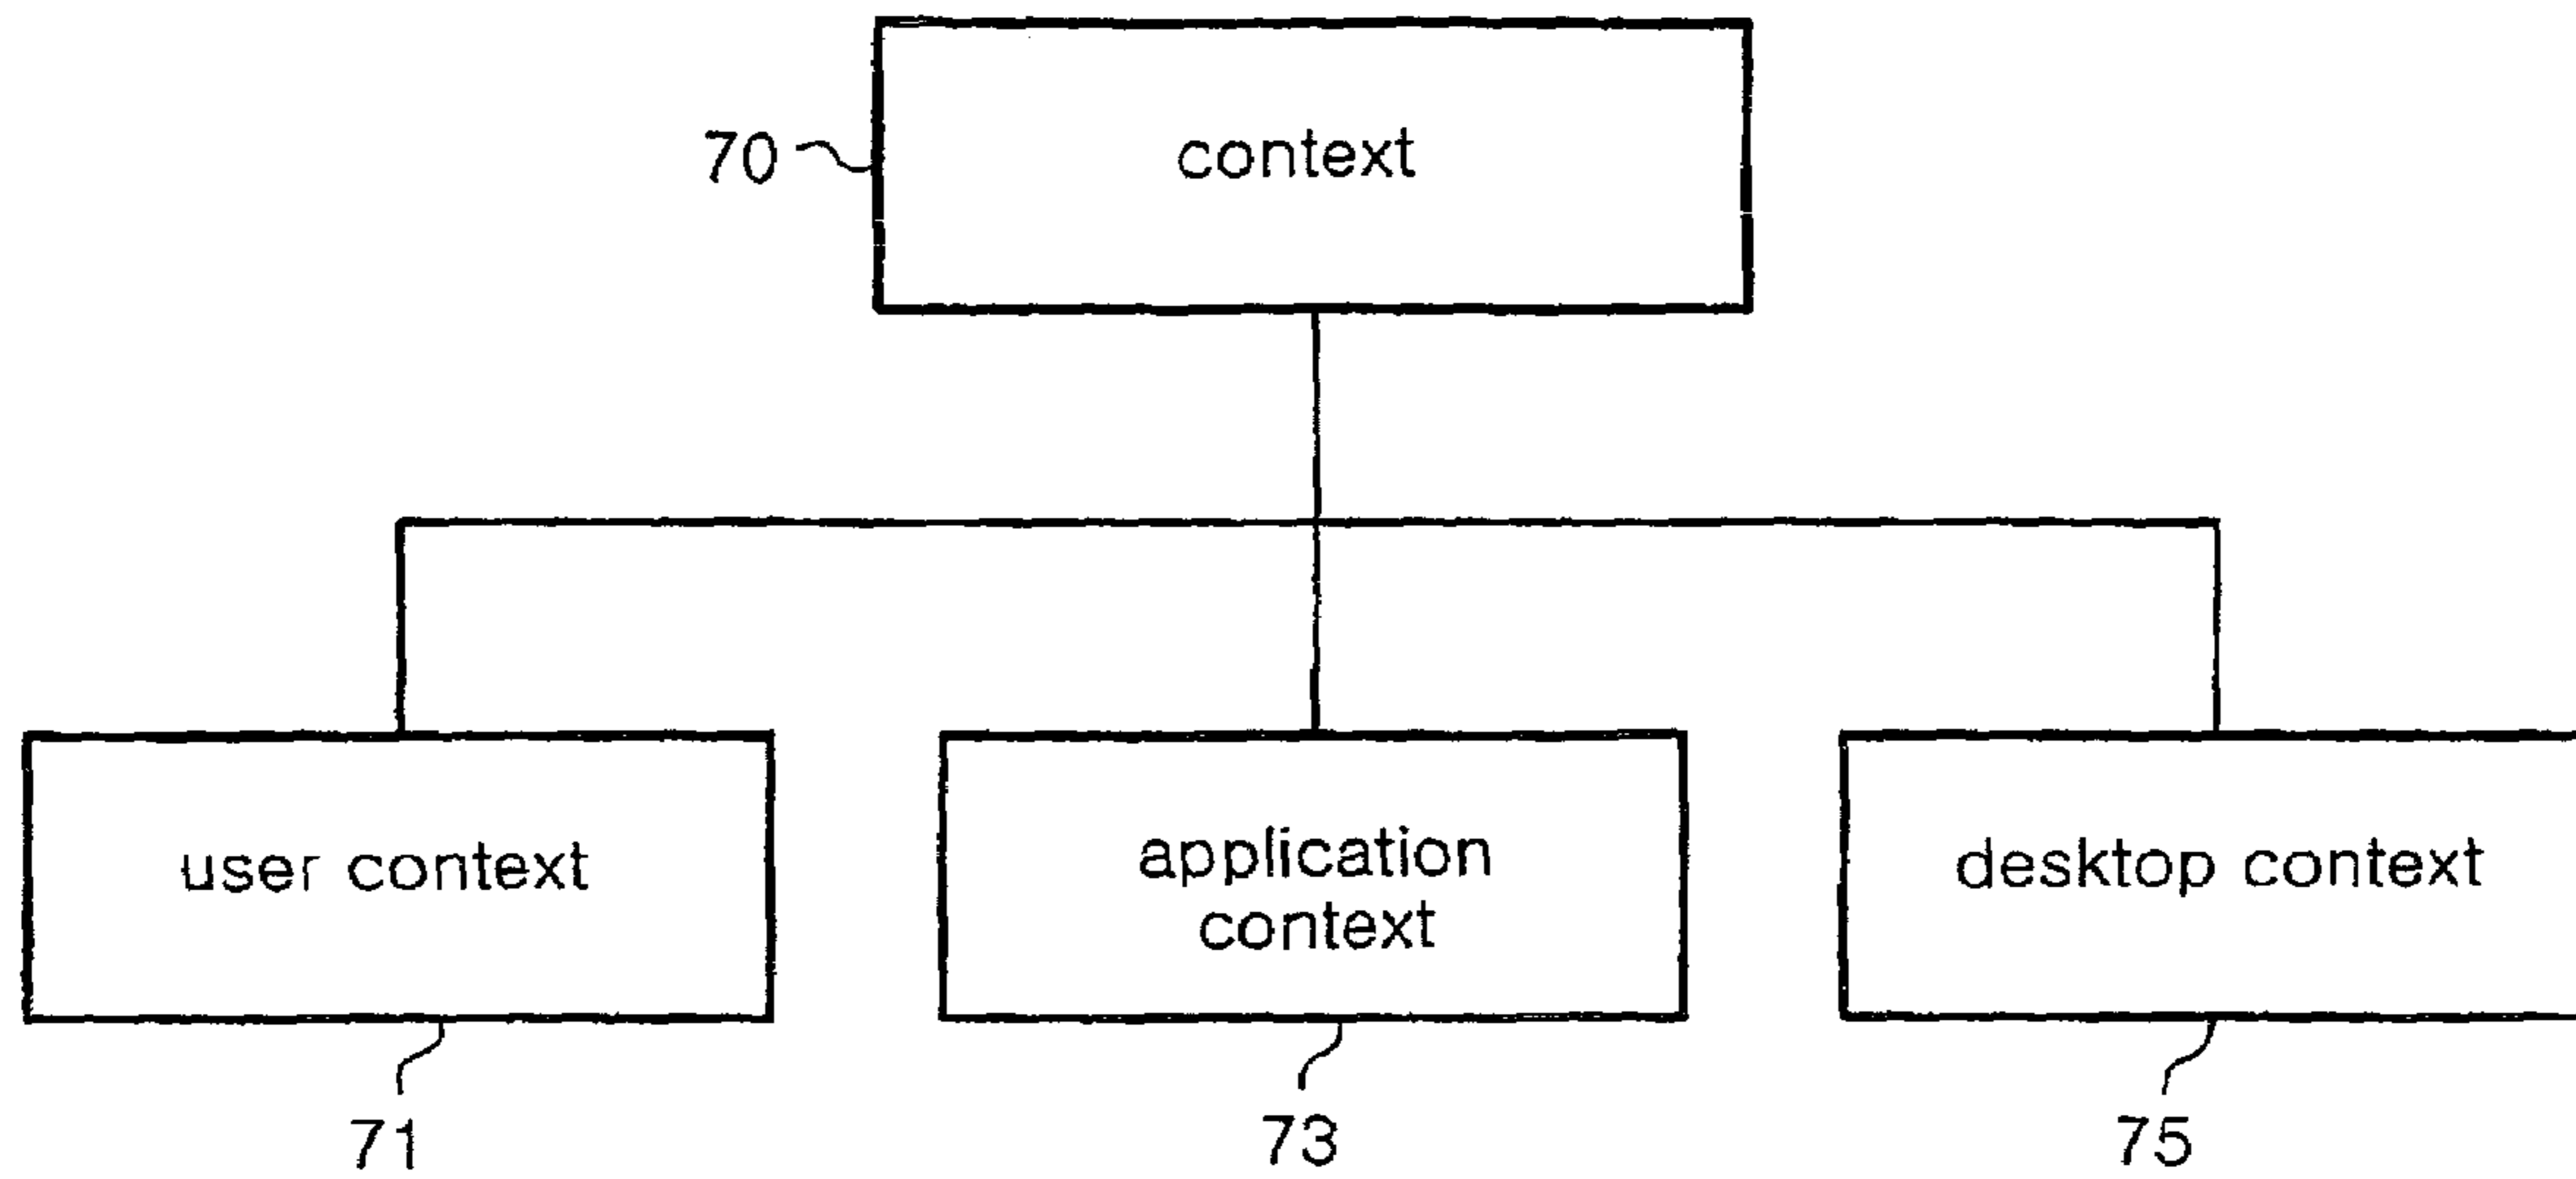 70
context
user context
application
context
desktop context
71
73
75